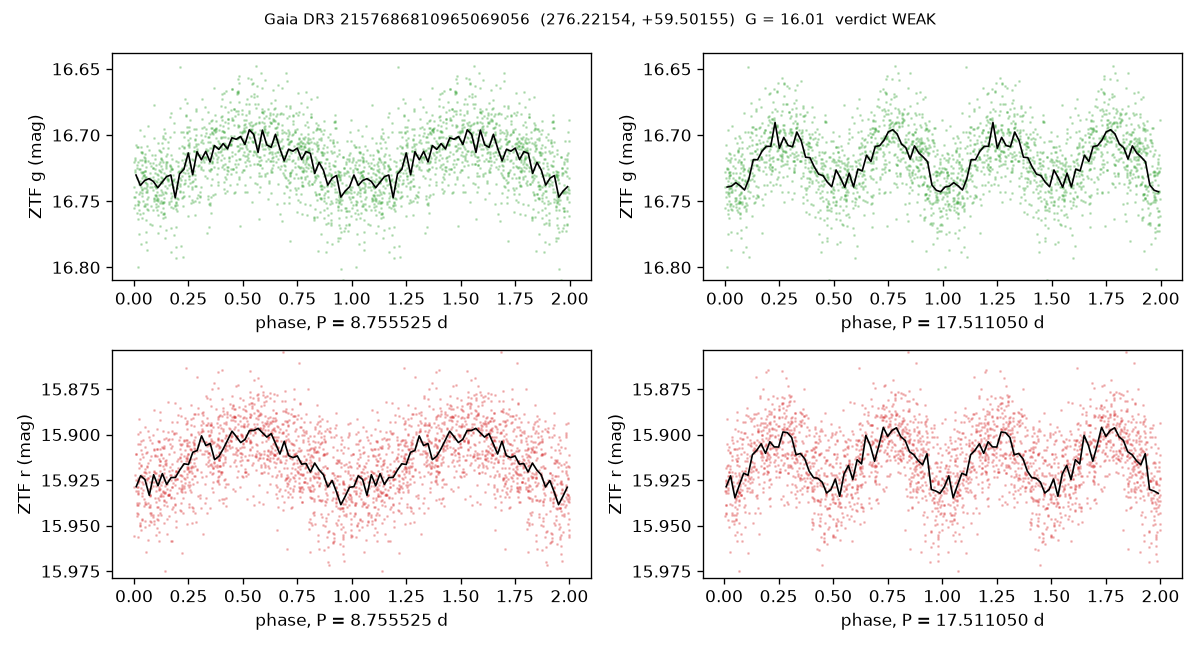 Gaia DR3 2157686810965069056 (276.22154, +59.50155) G = 16.01 verdict WEAK
ZTF g (mag)
16.65
16.70
16.75
16.80
0.00 0.25 0.50 0.75 1.00 1.25 1.50 1.75 2.00
phase, P = 8.755525 d
ZTF g (mag)
16.65
16.70
16.75
16.80
0.00 0.25 0.50 0.75 1.00 1.25 1.50 1.75 2.00
phase, P = 17.511050 d
ZTF r (mag)
15.875
15.900
15.925
15.950
15.975
0.00 0.25 0.50 0.75 1.00 1.25 1.50 1.75 2.00
phase, P = 8.755525 d
ZTF r (mag)
15.875
15.900
15.925
15.950
15.975
0.00 0.25 0.50 0.75 1.00 1.25 1.50 1.75 2.00
phase, P = 17.511050 d